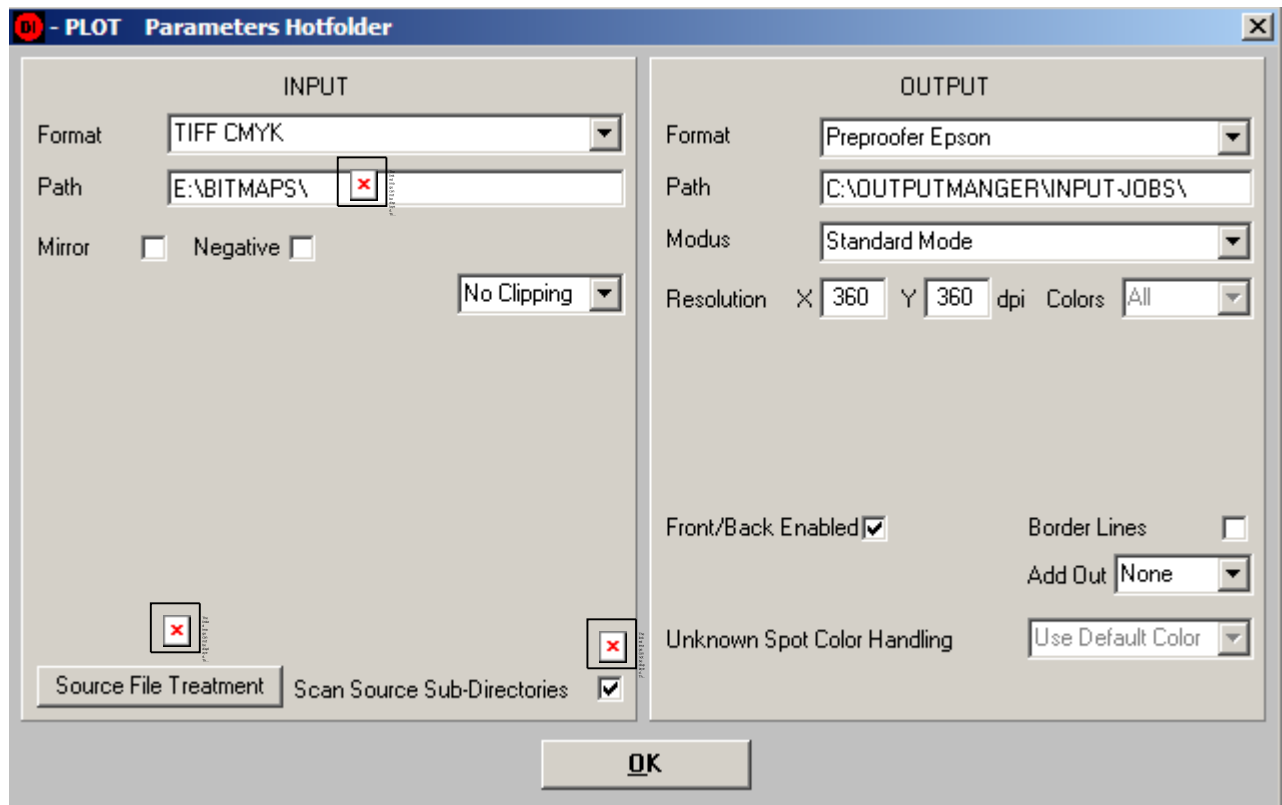 DI - PLOT Parameters Hotfolder
INPUT
Format TIFF CMYK
Path E:\BITMAPS\
Mirror Negative
No Clipping
Source File Treatment Scan Source Sub-Directories
OUTPUT
Format Preproofer Epson
Path C:\OUTPUTMANGER\INPUT-JOBS\
Modus Standard Mode
Resolution X 360 Y 360 dpi Colors All
Front/Back Enabled Border Lines
Add Out None
Unknown Spot Color Handling Use Default Color
OK